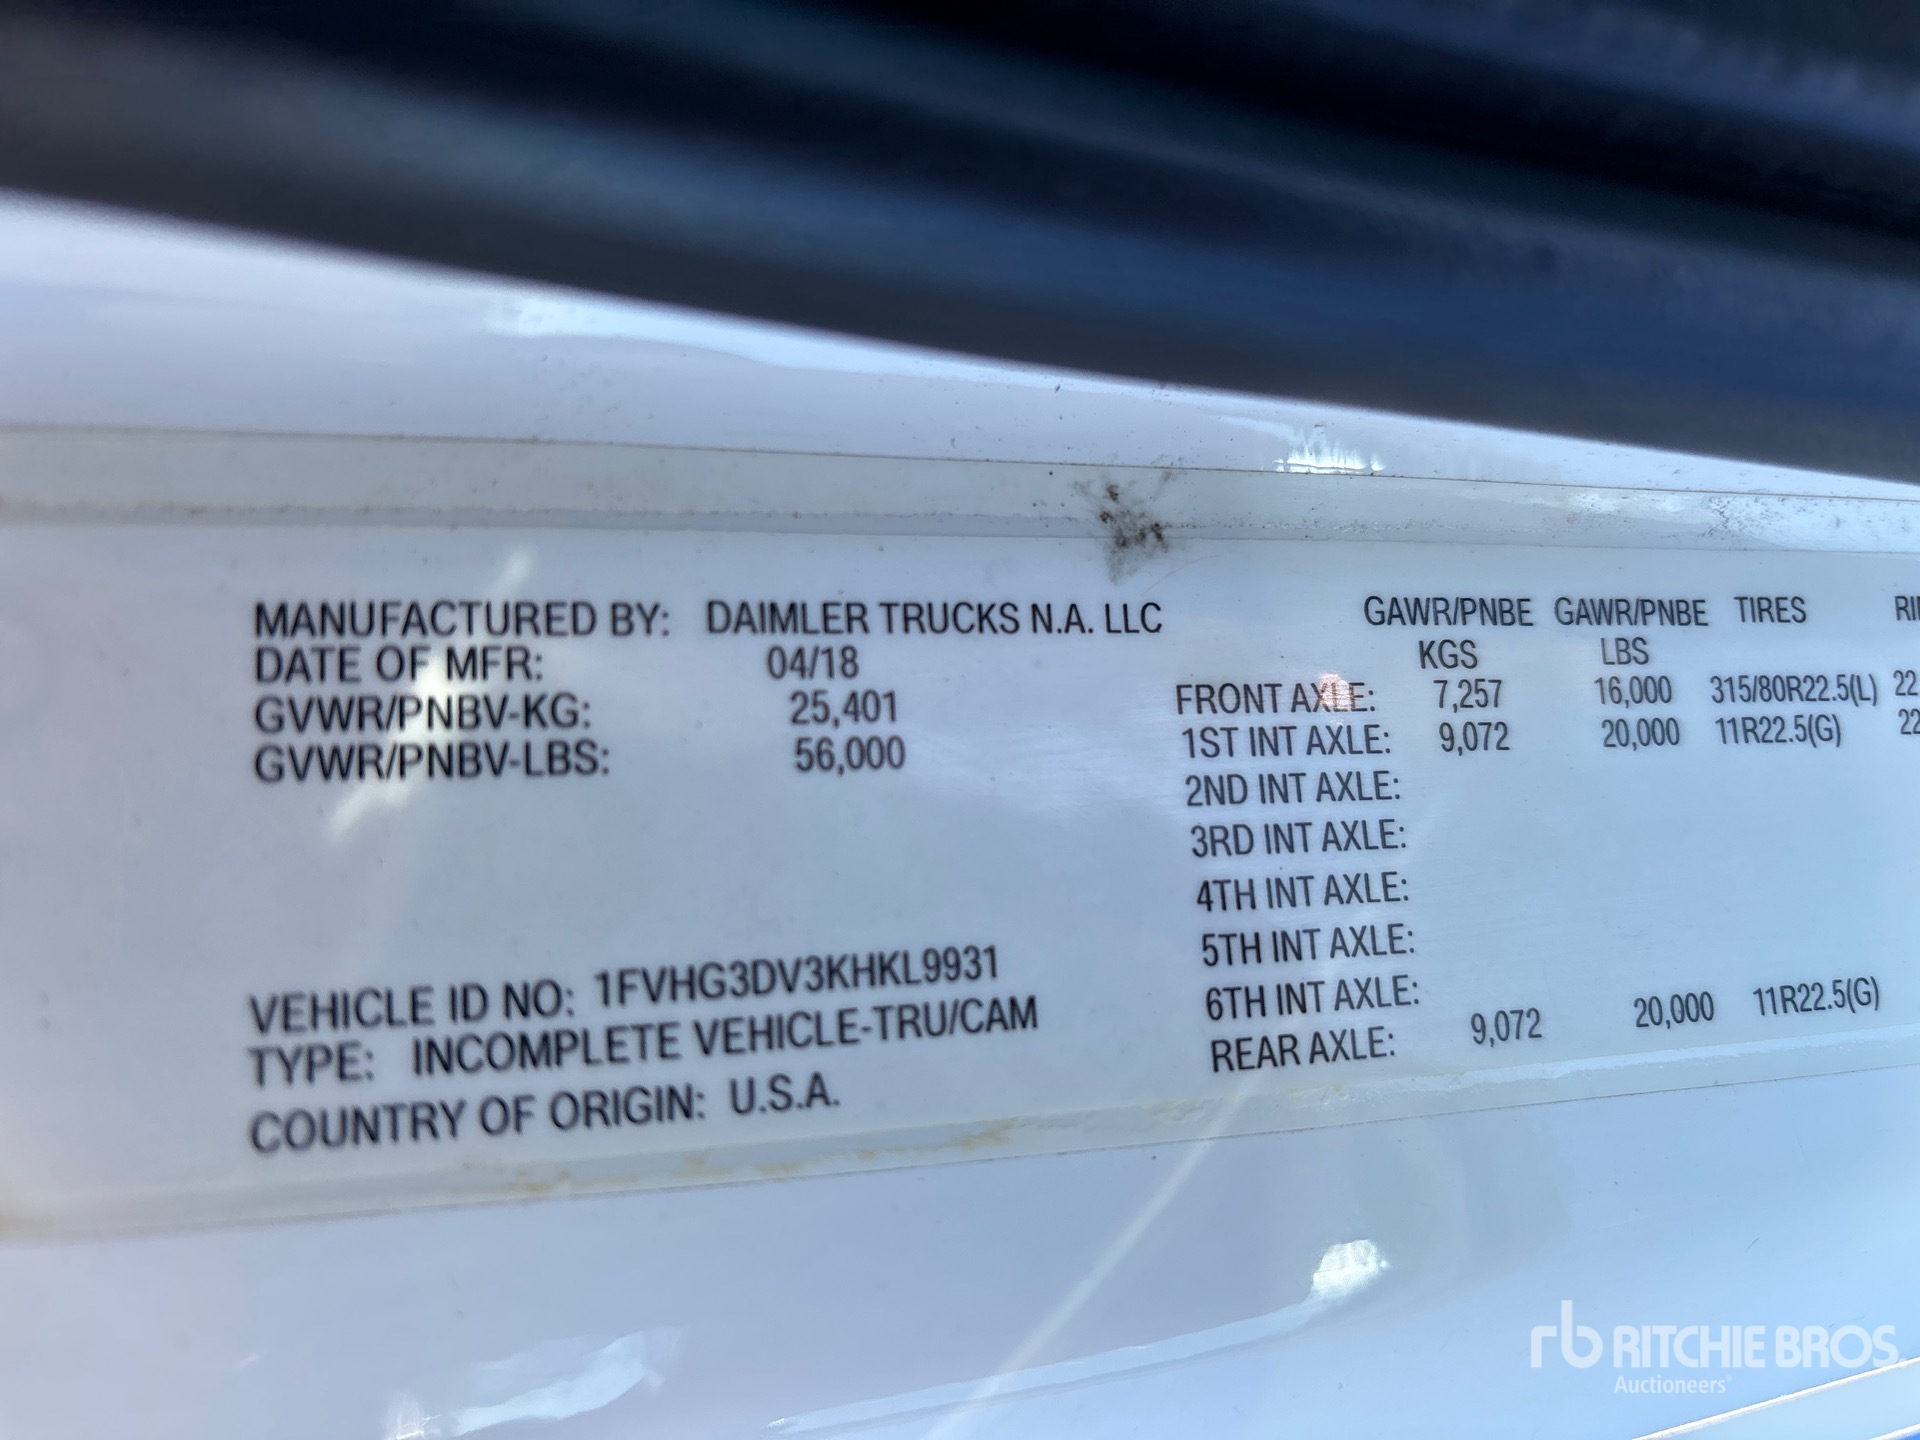 MANUFACTURED BY: DAIMLER TRUCKS N.A. LLC
DATE OF MFR: 04/18
GVWR/PNBV-KG: 25,401
GVWR/PNBV-LBS: 56,000
VEHICLE ID NO: 1FVHG3DV3KHKL9931
TYPE: INCOMPLETE VEHICLE-TRU/CAM
COUNTRY OF ORIGIN: U.S.A.
GAWR/PNBE GAWR/PNBE TIRES
KGS LBS
FRONT AXLE: 7,257 16,000 315/80R22.5(L) 22
1ST INT AXLE: 9,072 20,000 11R22.5(G) 22
2ND INT AXLE:
3RD INT AXLE:
4TH INT AXLE:
5TH INT AXLE:
6TH INT AXLE:
REAR AXLE: 9,072 20,000 11R22.5(G)
rb RITCHIE BROS.
Auctioneers